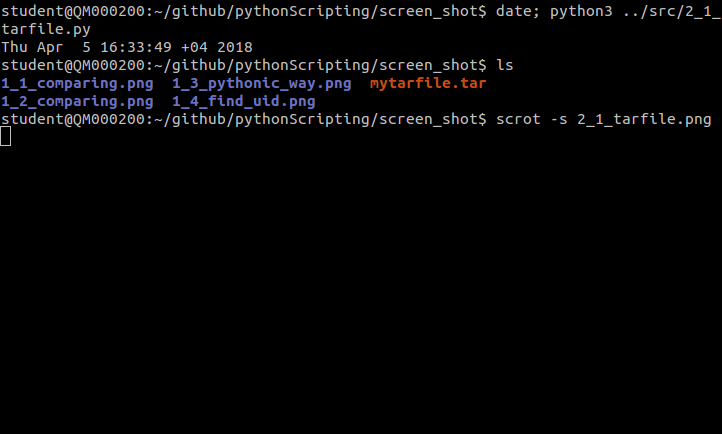 student@QM000200:~/github/pythonScripting/screen_shot$ date; python3 ../src/2_1_
tarfile.py
Thu Apr  5 16:33:49 +04 2018
student@QM000200:~/github/pythonScripting/screen_shot$ ls
1_1_comparing.png  1_3_pythonic_way.png  mytarfile.tar
1_2_comparing.png  1_4_find_uid.png
student@QM000200:~/github/pythonScripting/screen_shot$ scrot -s 2_1_tarfile.png